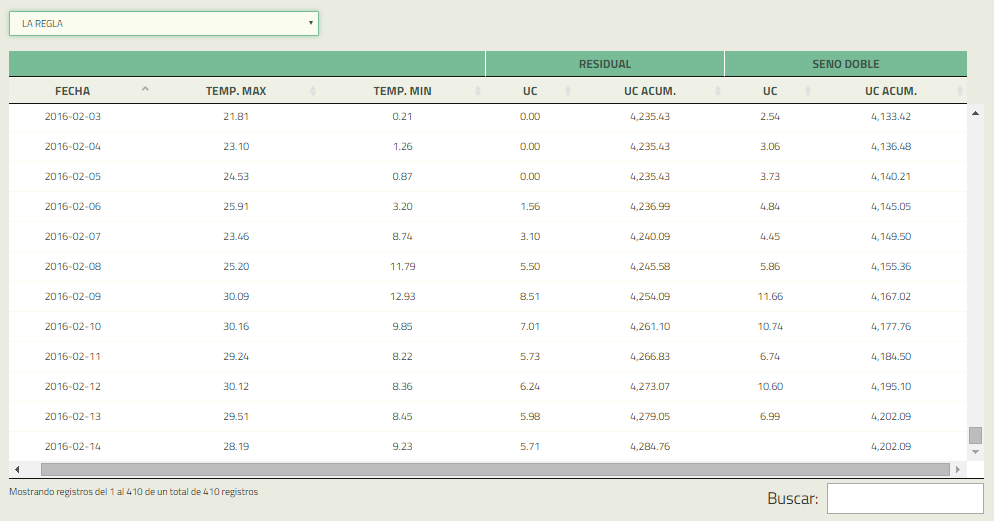 LA REGLA
RESIDUAL SENO DOBLE
FECHA TEMP. MAX TEMP. MIN UC UC ACUM. UC UC ACUM.
2016-02-03 21.81 0.21 0.00 4,235.43 2.54 4,133.42
2016-02-04 23.10 1.26 0.00 4,235.43 3.06 4,136.48
2016-02-05 24.53 0.87 0.00 4,235.43 3.73 4,140.21
2016-02-06 25.91 3.20 1.56 4,236.99 4.84 4,145.05
2016-02-07 23.46 8.74 3.10 4,240.09 4.45 4,149.50
2016-02-08 25.20 11.79 5.50 4,245.58 5.86 4,155.36
2016-02-09 30.09 12.93 8.51 4,254.09 11.66 4,167.02
2016-02-10 30.16 9.85 7.01 4,261.10 10.74 4,177.76
2016-02-11 29.24 8.22 5.73 4,266.83 6.74 4,184.50
2016-02-12 30.12 8.36 6.24 4,273.07 10.60 4,195.10
2016-02-13 29.51 8.45 5.98 4,279.05 6.99 4,202.09
2016-02-14 28.19 9.23 5.71 4,284.76 4,202.09
Mostrando registros del 1 al 410 de un total de 410 registros
Buscar: